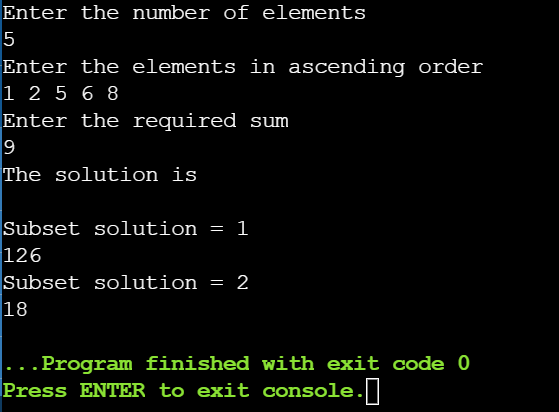 Enter the number of elements
5
Enter the elements in ascending order
1 2 5 6 8
Enter the required sum
9
The solution is
Subset solution = 1
126
Subset solution = 2
18
...Program finished with exit code 0
Press ENTER to exit console.